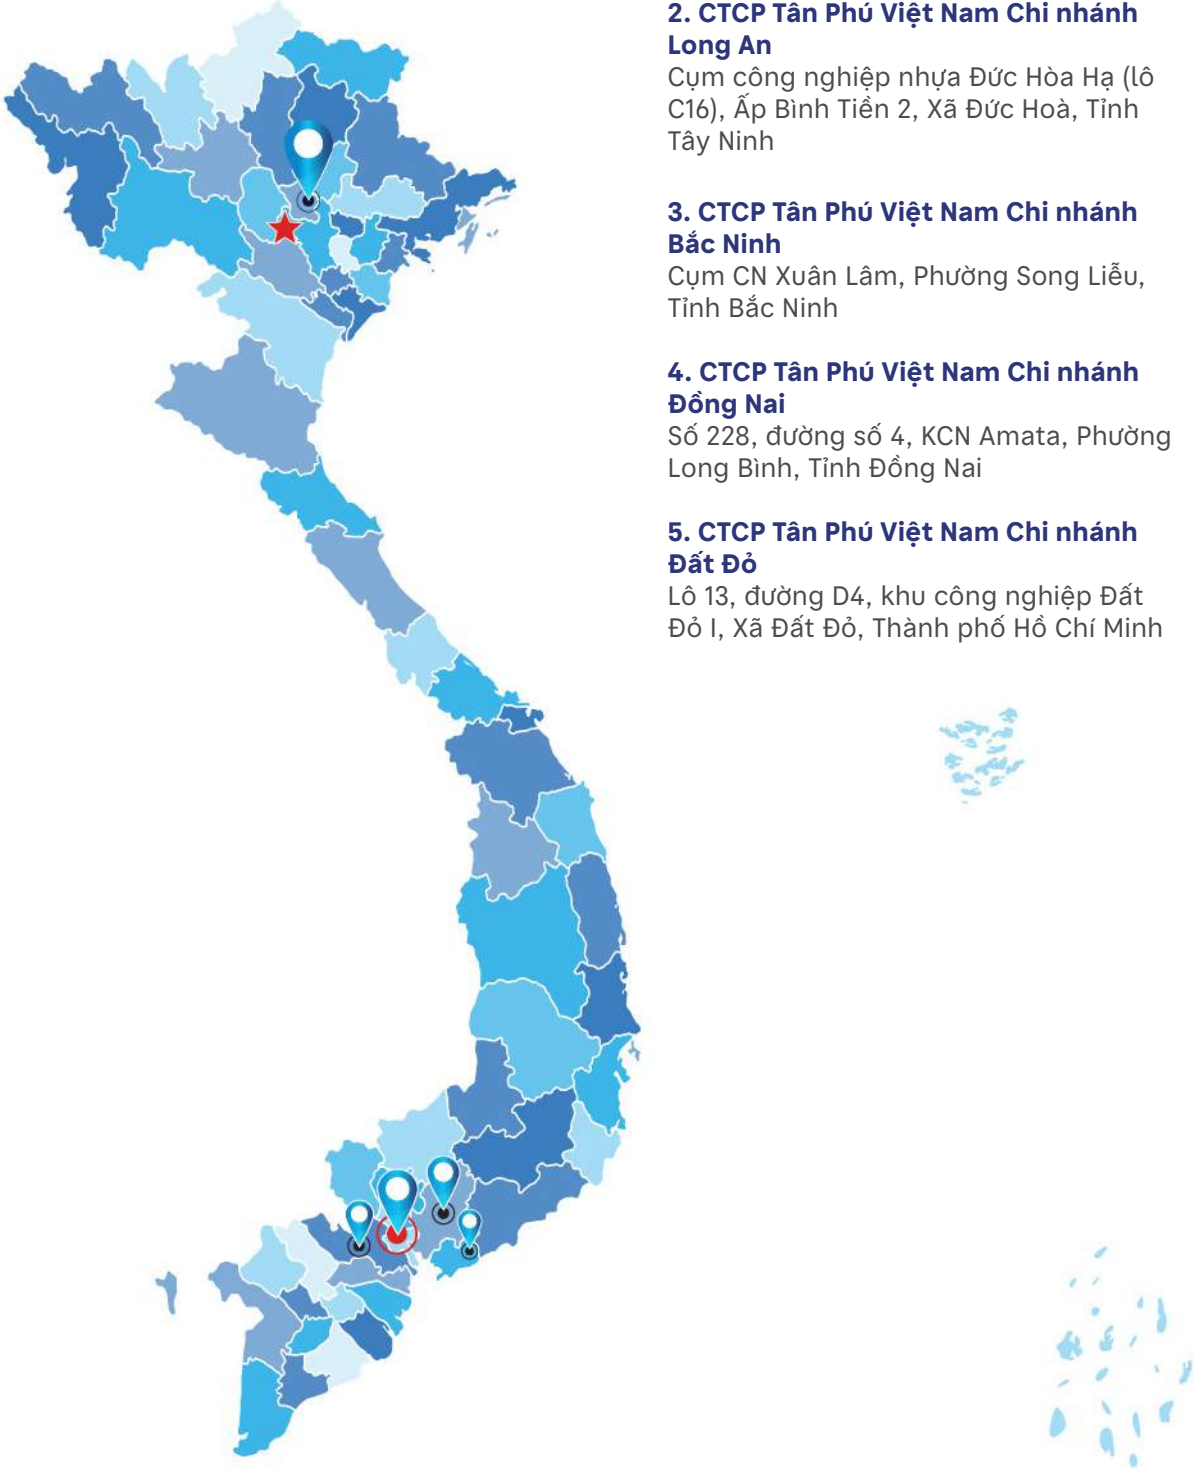 2. CTCP Tân Phú Việt Nam Chi nhánh
Long An
Cụm công nghiệp nhựa Đức Hòa Hạ (lô
C16), Ấp Bình Tiền 2, Xã Đức Hoà, Tỉnh
Tây Ninh
3. CTCP Tân Phú Việt Nam Chi nhánh
Bắc Ninh
Cụm CN Xuân Lâm, Phường Song Liễu,
Tỉnh Bắc Ninh
4. CTCP Tân Phú Việt Nam Chi nhánh
Đồng Nai
Số 228, đường số 4, KCN Amata, Phường
Long Bình, Tỉnh Đồng Nai
5. CTCP Tân Phú Việt Nam Chi nhánh
Đất Đỏ
Lô 13, đường D4, khu công nghiệp Đất
Đỏ I, Xã Đất Đỏ, Thành phố Hồ Chí Minh